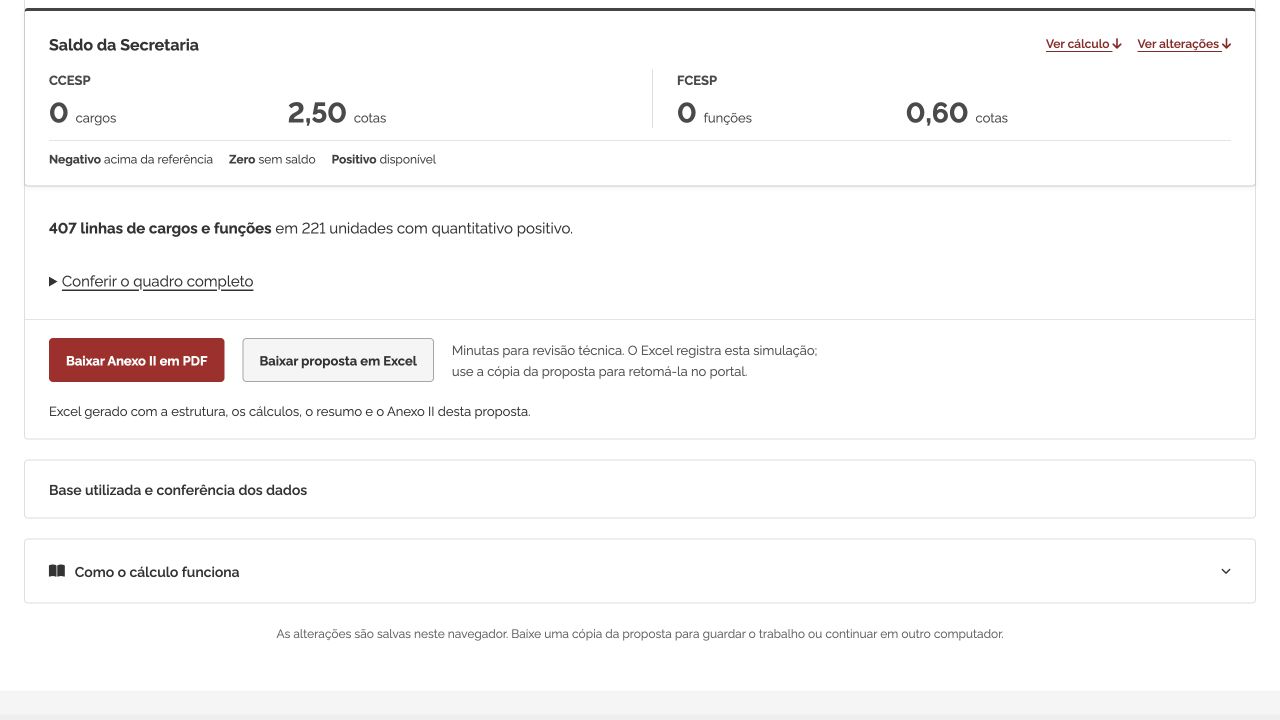 Saldo da Secretaria
Ver cálculo
Ver alterações
CCESP
0 cargos
2,50 cotas
FCESP
0 funções
0,60 cotas
Negativo acima da referência Zero sem saldo Positivo disponível
407 linhas de cargos e funções em 221 unidades com quantitativo positivo.
Conferir o quadro completo
Baixar Anexo II em PDF
Baixar proposta em Excel
Minutas para revisão técnica. O Excel registra esta simulação;
use a cópia da proposta para retomá-la no portal.
Excel gerado com a estrutura, os cálculos, o resumo e o Anexo II desta proposta.
Base utilizada e conferência dos dados
Como o cálculo funciona
As alterações são salvas neste navegador. Baixe uma cópia da proposta para guardar o trabalho ou continuar em outro computador.